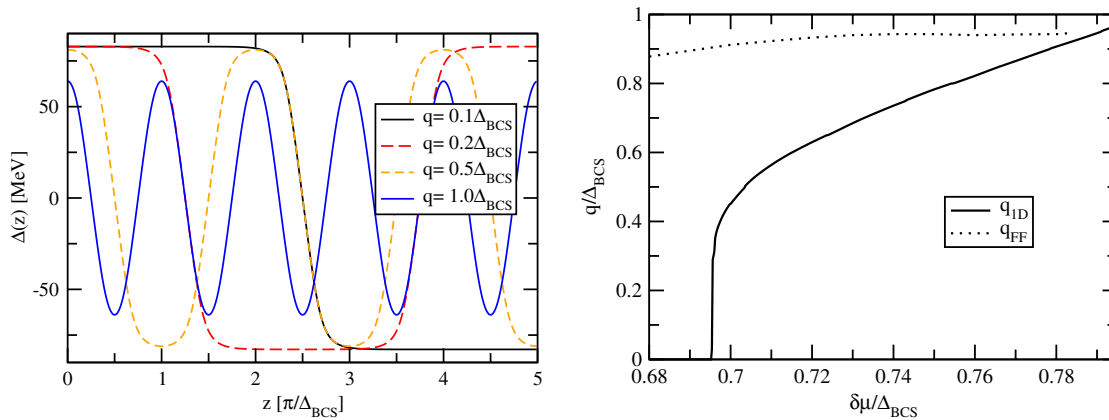 Δ(z) [MeV]
50
0
-50
0
1
2
3
4
5
z [π/Δ_BCS]
q= 0.1Δ_BCS
q= 0.2Δ_BCS
q= 0.5Δ_BCS
q= 1.0Δ_BCS
q/Δ_BCS
1
0.8
0.6
0.4
0.2
0
0.68
0.7
0.72
0.74
0.76
0.78
δμ/Δ_BCS
q_1D
q_FF